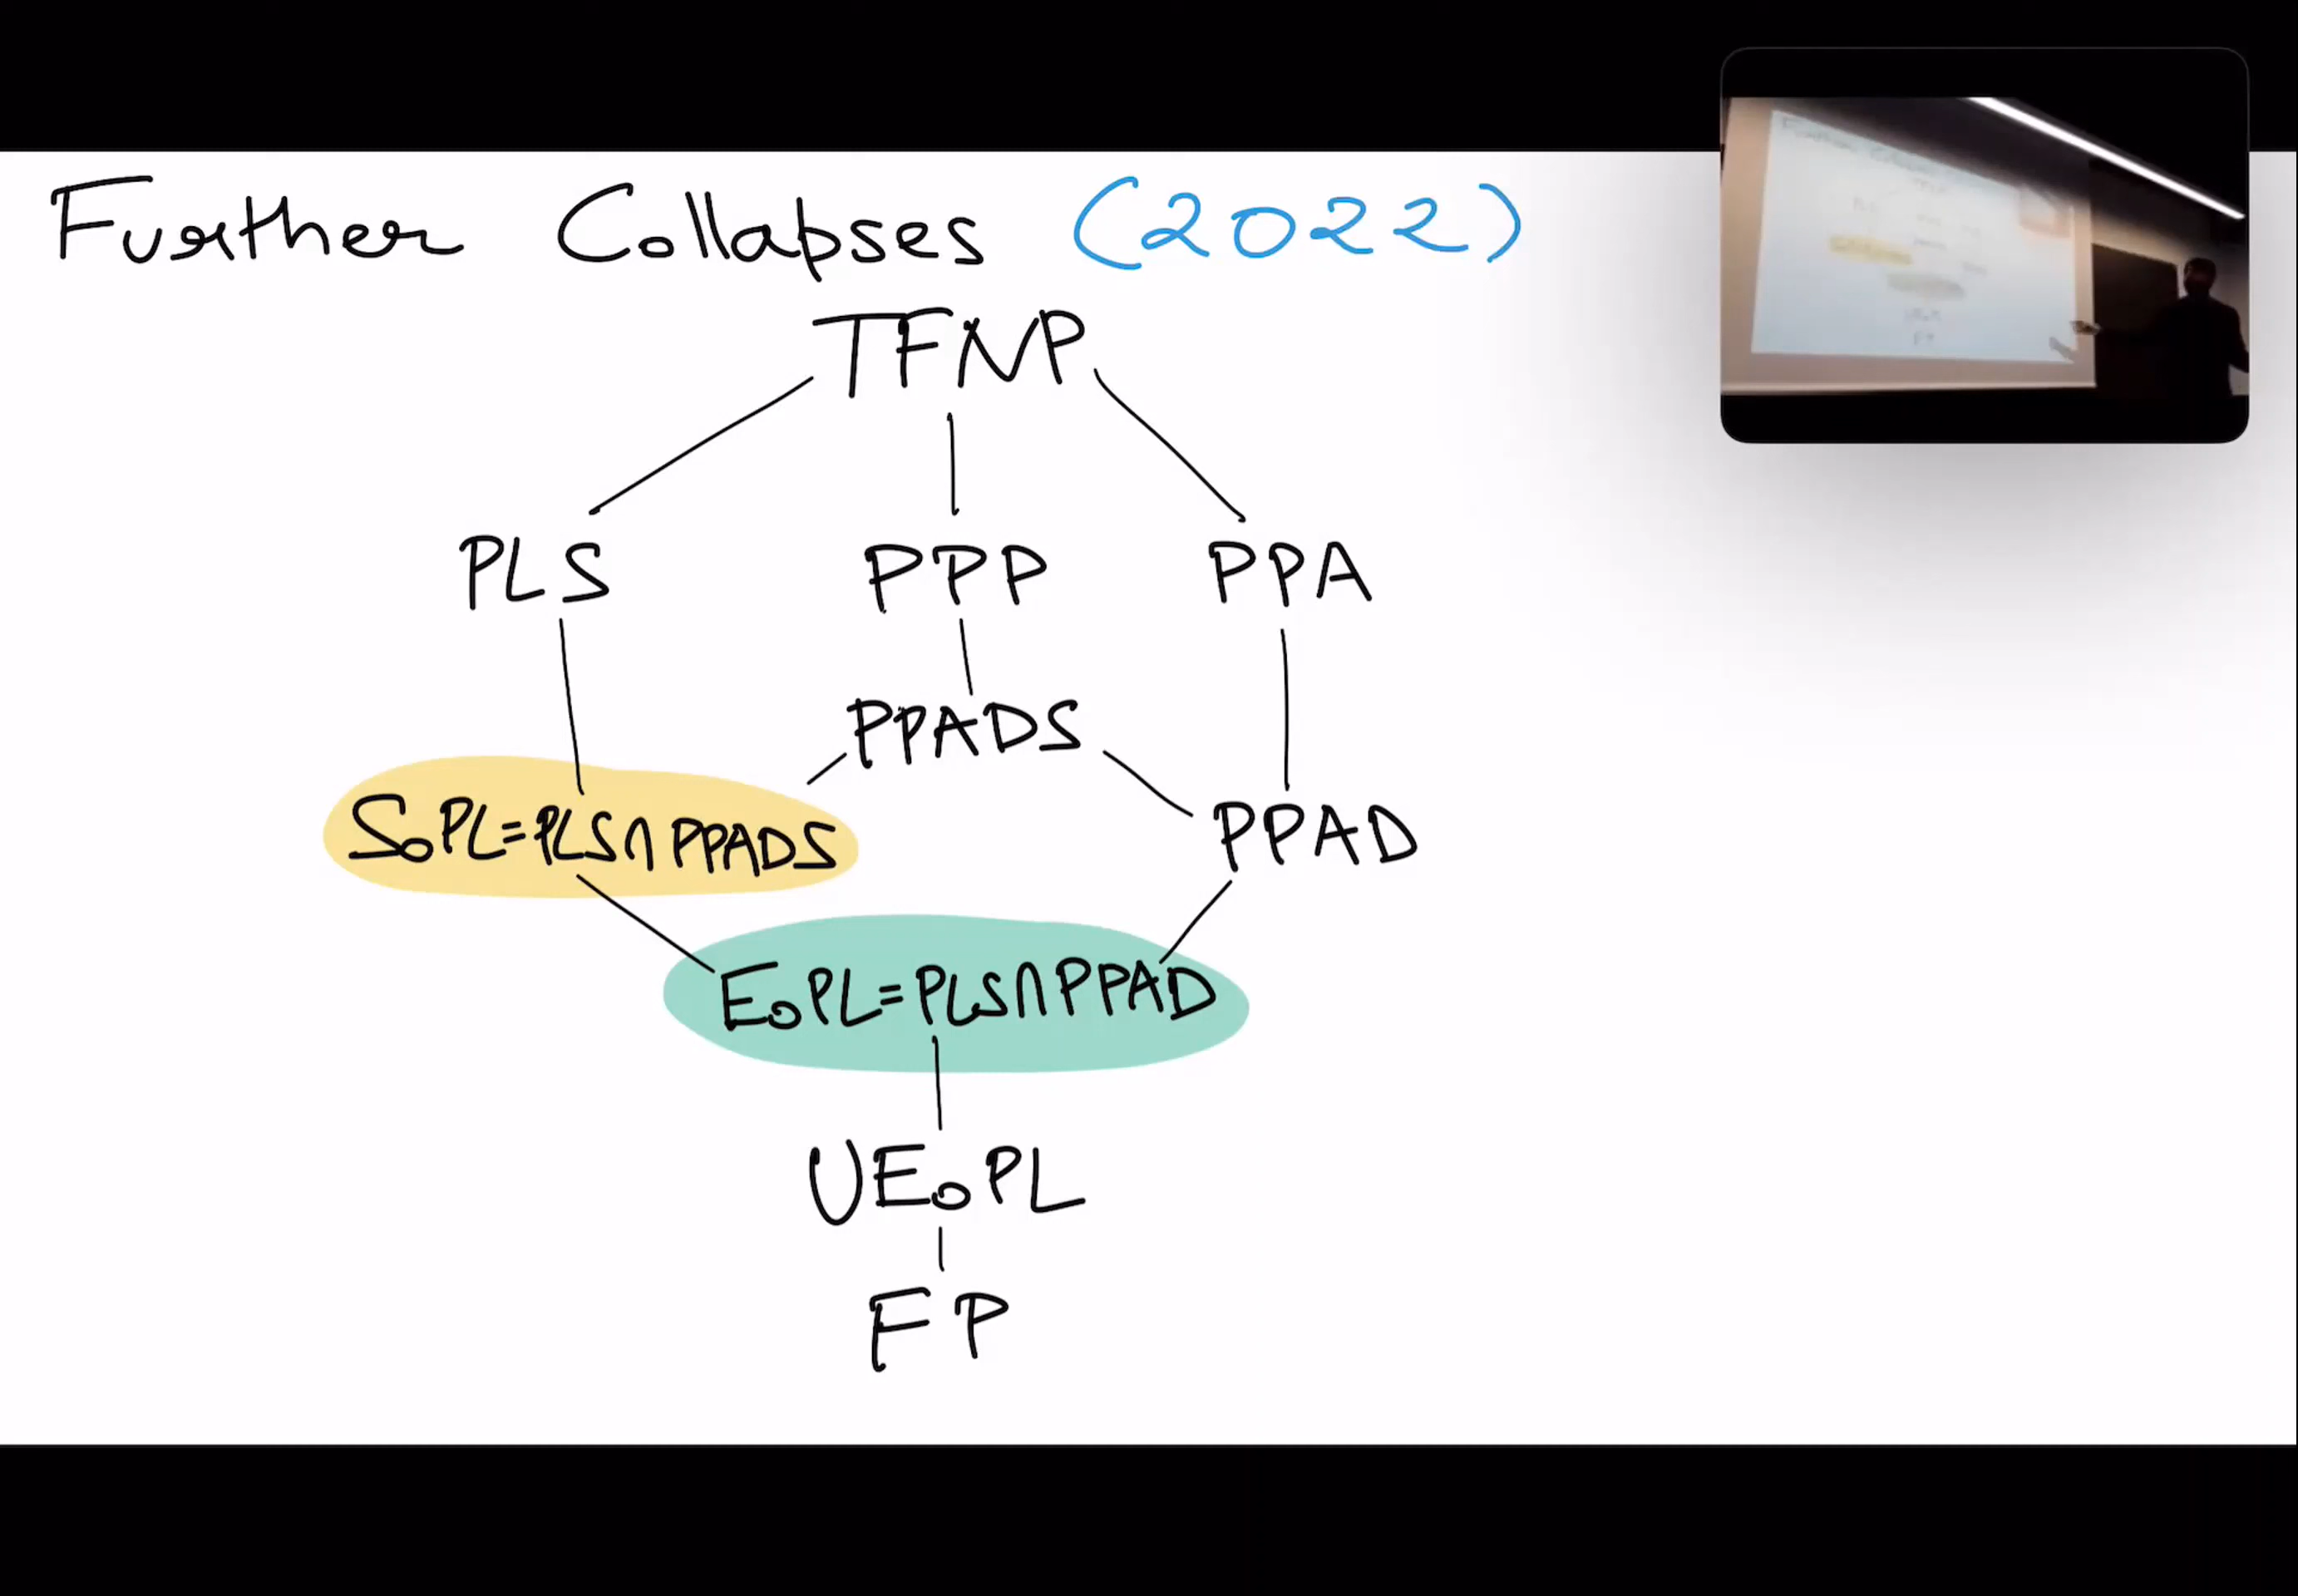 Further Collapses (2022)
TFNP
PLS PPP PPA
PPADS
SoPL=PLS∩PPADS PPAD
EoPL=PLS∩PPAD
UEoPL
FP